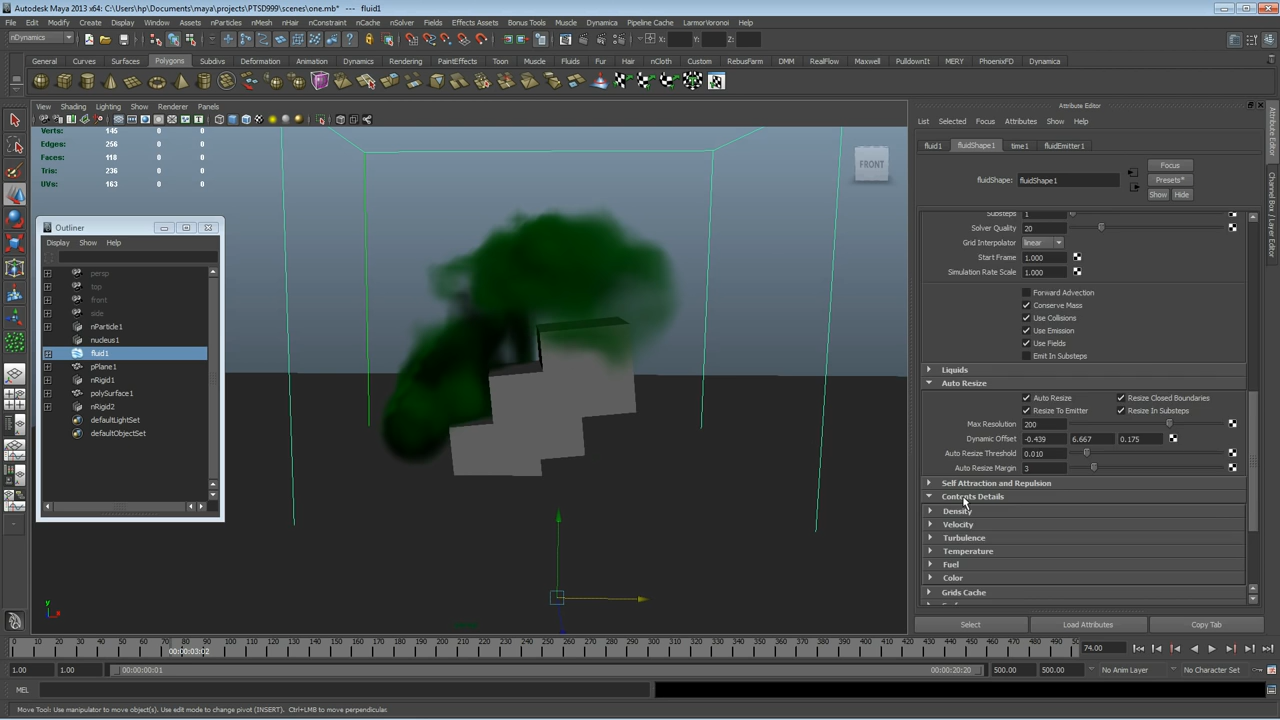 Autodesk Maya 2013 x64: C:\Users\hp\Documents\maya\projects\PTSD999\scenes\one.mb* --- fluid1
File Edit Modify Create Display Window Assets nParticles nMesh nHair nConstraint nCache nSolver Fields Effects Assets Bonus Tools Muscle Dynamica Pipeline Cache LarmorVoronoi Help
nDynamics X: Y: Z:
General Curves Surfaces Polygons Subdivs Deformation Animation Dynamics Rendering PaintEffects Toon Muscle Fluids Fur Hair nCloth Custom RebusFarm DMM RealFlow Maxwell PulldownIt MERY PhoenixFD Dynamica
View Shading Lighting Show Renderer Panels
Verts: 145 0 0
Edges: 256 0 0
Faces: 118 0 0
Tris: 236 0 0
UVs: 163 0 0
FRONT
Outliner
Display Show Help
persp
top
front
side
nParticle1
nucleus1
fluid1
pPlane1
nRigid1
polySurface1
nRigid2
defaultLightSet
defaultObjectSet
y
Attribute Editor
List Selected Focus Attributes Show Help
fluid1 fluidShape1 time1 fluidEmitter1
fluidShape: fluidShape1
Focus
Presets*
Show Hide
Substeps 1
Solver Quality 20
Grid Interpolator linear
Start Frame 1.000
Simulation Rate Scale 1.000
Forward Advection
Conserve Mass
Use Collisions
Use Emission
Use Fields
Emit In Substeps
Liquids
Auto Resize
Auto Resize Resize Closed Boundaries
Resize To Emitter Resize In Substeps
Max Resolution 200
Dynamic Offset -0.439 6.667 0.175
Auto Resize Threshold 0.010
Auto Resize Margin 3
Self Attraction and Repulsion
Contents Details
Density
Velocity
Turbulence
Temperature
Fuel
Color
Grids Cache
Select Load Attributes Copy Tab
Attribute Editor
Channel Box / Layer Editor
10 20 30 40 50 60 70 80 90 100 110 120 130 140 150 160 170 180 190 200 210 220 230 240 250 260 270 280 290 300 310 320 330 340 350 360 370 380 390 400 410 420 430 440 450 460 470 480 490 50
00:00:03:02
74.00
1.00 1.00 00:00:00:01 00:00:20:20 500.00 500.00 No Anim Layer No Character Set
MEL
Move Tool: Use manipulator to move object(s). Use edit mode to change pivot (INSERT). Ctrl+LMB to move perpendicular.